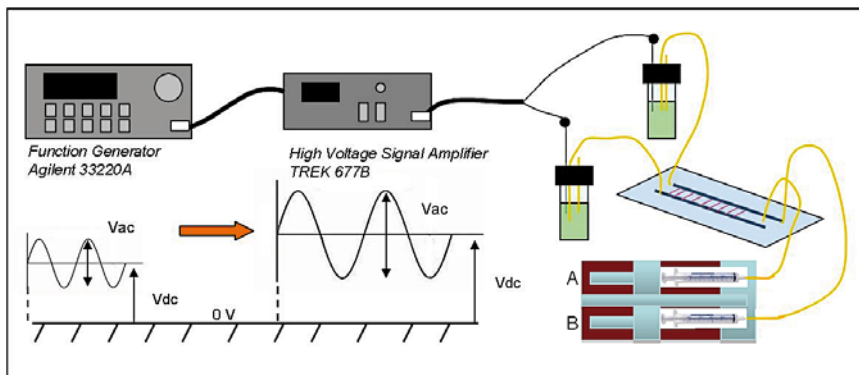 Function Generator
Agilent 33220A
High Voltage Signal Amplifier
TREK 677B
Vac
Vdc
Vac
Vdc
0 V
A
B